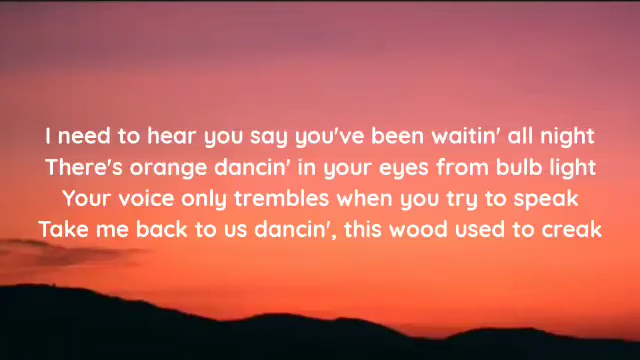 I need to hear you say you've been waitin' all night
There's orange dancin' in your eyes from bulb light
Your voice only trembles when you try to speak
Take me back to us dancin', this wood used to creak